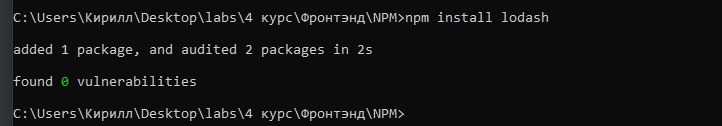 C:\Users\Кирилл\Desktop\labs\4 курс\Фронтэнд\NPM>npm install lodash
added 1 package, and audited 2 packages in 2s
found 0 vulnerabilities
C:\Users\Кирилл\Desktop\labs\4 курс\Фронтэнд\NPM>